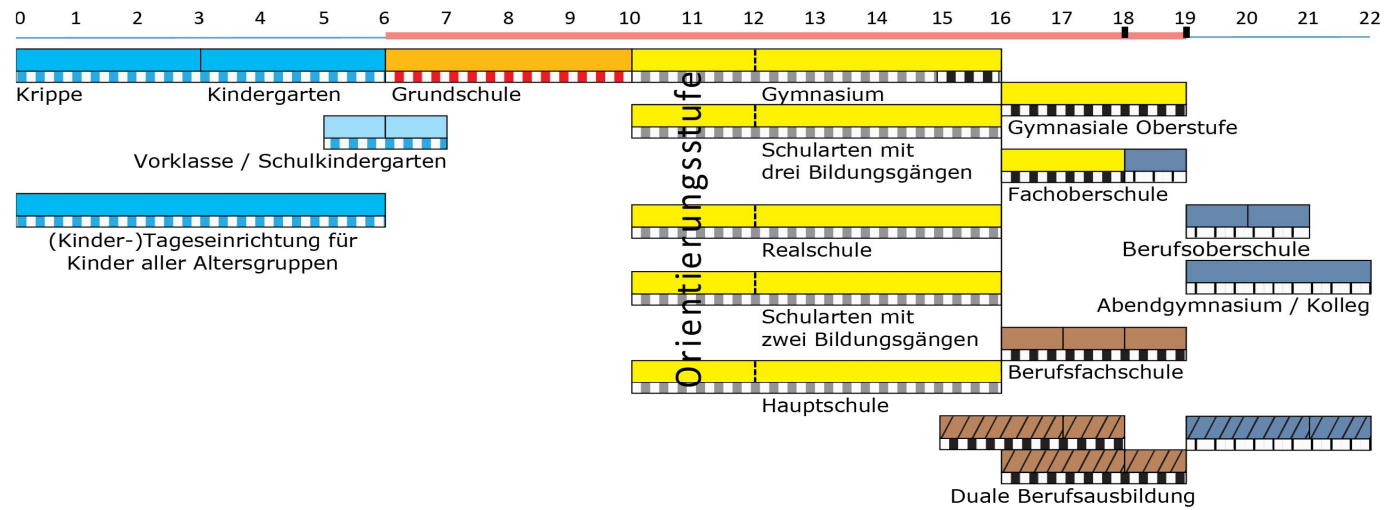 0 1 2 3 4 5 6 7 8 9 10 11 12 13 14 15 16 17 18 19 20 21 22
Krippe Kindergarten Grundschule Gymnasium
Orientierungsstufe
Gymnasiale Oberstufe
Vorklasse / Schulkindergarten
Schularten mit
drei Bildungsgängen
Fachoberschule
(Kinder-)Tageseinrichtung für
Kinder aller Altersgruppen
Realschule
Berufsoberschule
Abendgymnasium / Kolleg
Schularten mit
zwei Bildungsgängen
Berufsfachschule
Hauptschule
Duale Berufsausbildung